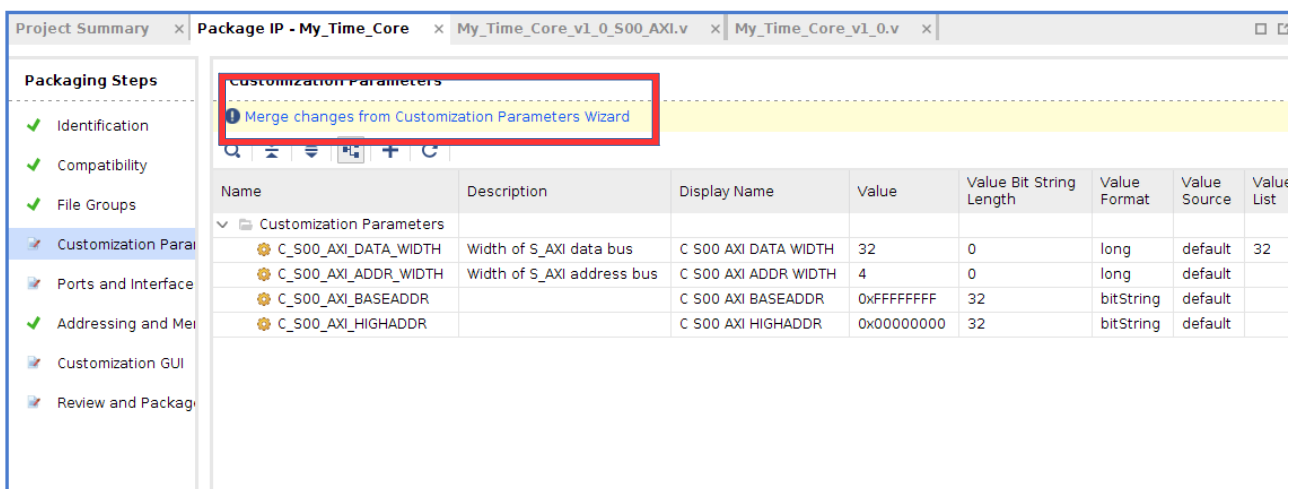 Project Summary × Package IP - My_Time_Core × My_Time_Core_v1_0_S00_AXI.v × My_Time_Core_v1_0.v ×
Packaging Steps
Identification
Compatibility
File Groups
Customization Para
Ports and Interface
Addressing and Me
Customization GUI
Review and Packag
Customization Parameters
Merge changes from Customization Parameters Wizard
Name Description Display Name Value Value Bit String Length Value Format Value Source Value List
Customization Parameters
C_S00_AXI_DATA_WIDTH Width of S_AXI data bus C S00 AXI DATA WIDTH 32 0 long default 32
C_S00_AXI_ADDR_WIDTH Width of S_AXI address bus C S00 AXI ADDR WIDTH 4 0 long default
C_S00_AXI_BASEADDR C S00 AXI BASEADDR 0xFFFFFFFF 32 bitString default
C_S00_AXI_HIGHADDR C S00 AXI HIGHADDR 0x00000000 32 bitString default